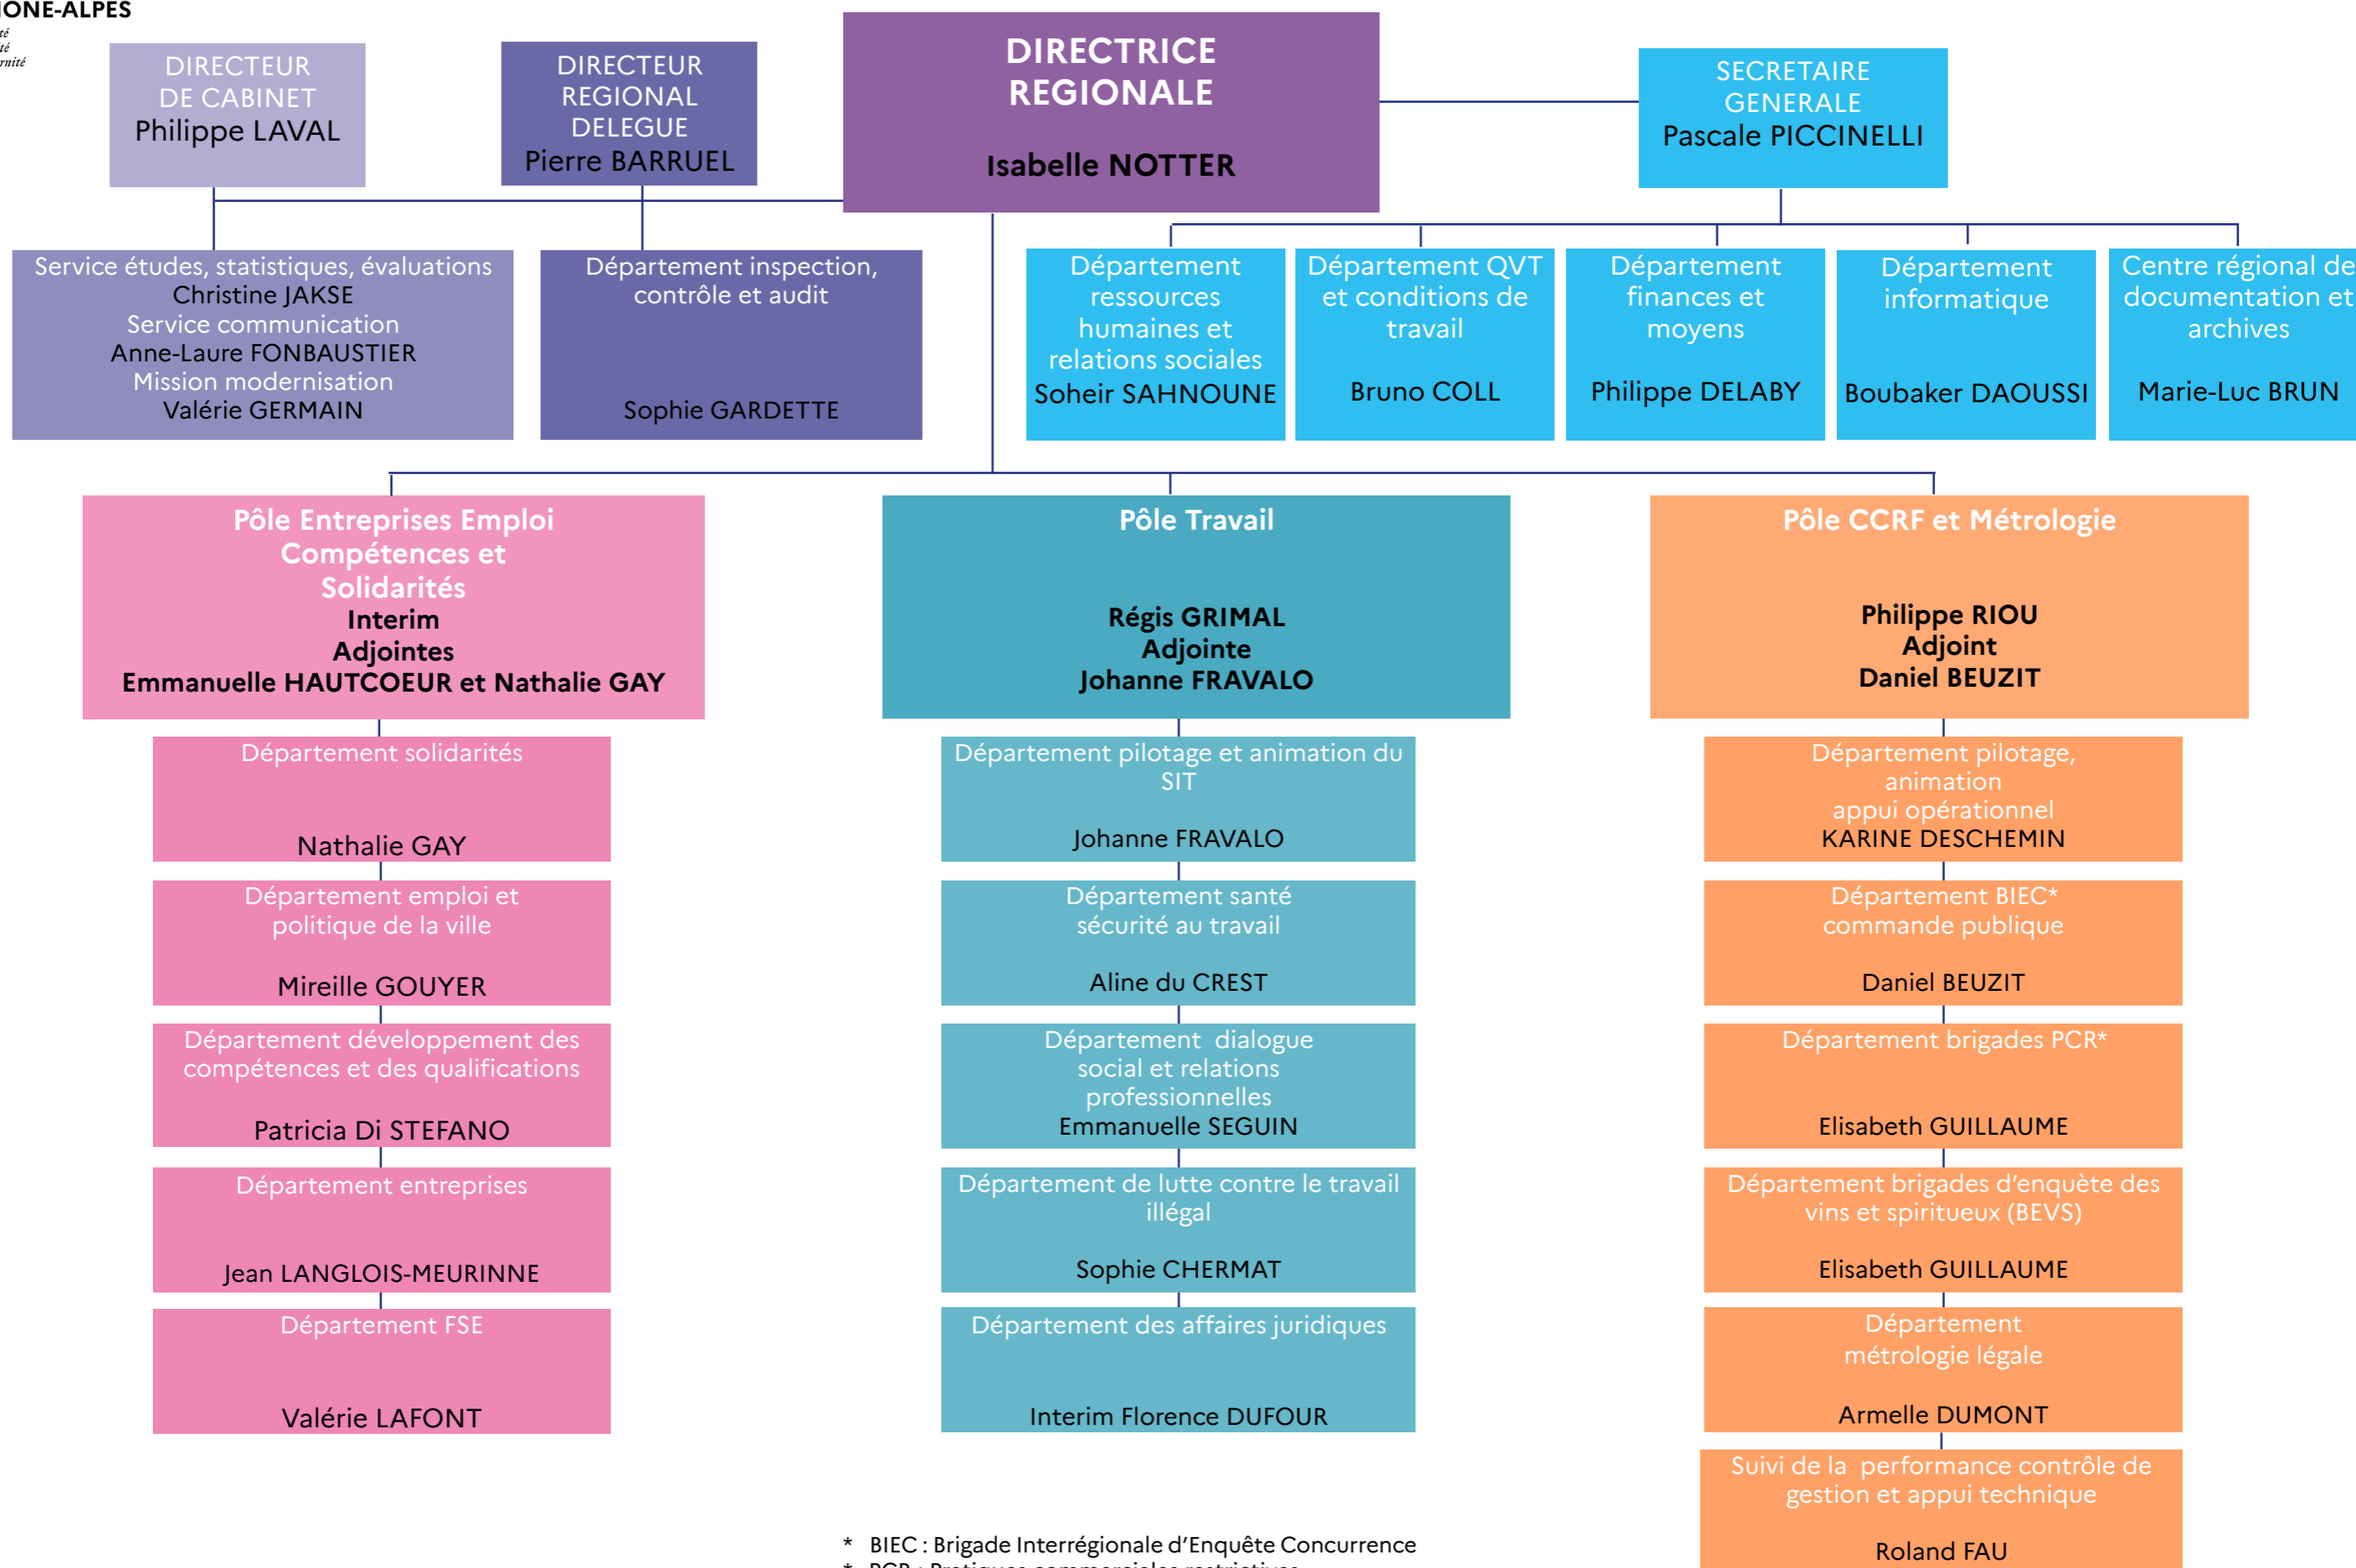 HÔNE-ALPES
té
té
rnité
DIRECTEUR
DE CABINET
Philippe LAVAL
DIRECTEUR
REGIONAL
DELEGUE
Pierre BARRUEL
DIRECTRICE
REGIONALE
Isabelle NOTTER
SECRETAIRE
GENERALE
Pascale PICCINELLI
Service études, statistiques, évaluations
Christine JAKSE
Service communication
Anne-Laure FONBAUSTIER
Mission modernisation
Valérie GERMAIN
Département inspection,
contrôle et audit
Sophie GARDETTE
Département
ressources
humaines et
relations sociales
Soheir SAHNOUNE
Département QVT
et conditions de
travail
Bruno COLL
Département
finances et
moyens
Philippe DELABY
Département
informatique
Boubaker DAOUSSI
Centre régional de
documentation et
archives
Marie-Luc BRUN
Pôle Entreprises Emploi
Compétences et
Solidarités
Interim
Adjointes
Emmanuelle HAUTCOEUR et Nathalie GAY
Département solidarités
Nathalie GAY
Département emploi et
politique de la ville
Mireille GOUYER
Département développement des
compétences et des qualifications
Patricia Di STEFANO
Département entreprises
Jean LANGLOIS-MEURINNE
Département FSE
Valérie LAFONT
Pôle Travail
Régis GRIMAL
Adjointe
Johanne FRAVALO
Département pilotage et animation du
SIT
Johanne FRAVALO
Département santé
sécurité au travail
Aline du CREST
Département dialogue
social et relations
professionnelles
Emmanuelle SEGUIN
Département de lutte contre le travail
illégal
Sophie CHERMAT
Département des affaires juridiques
Interim Florence DUFOUR
Pôle CCRF et Métrologie
Philippe RIOU
Adjoint
Daniel BEUZIT
Département pilotage,
animation
appui opérationnel
KARINE DESCHEMIN
Département BIEC*
commande publique
Daniel BEUZIT
Département brigades PCR*
Elisabeth GUILLAUME
Département brigades d'enquète des
vins et spiritueux (BEVS)
Elisabeth GUILLAUME
Département
métrologie légale
Armelle DUMONT
Suivi de la performance contrôle de
gestion et appui technique
Roland FAU
* BIEC : Brigade Interrégionale d'Enquête Concurrence
* PCR : Pratiques commerciales restrictives